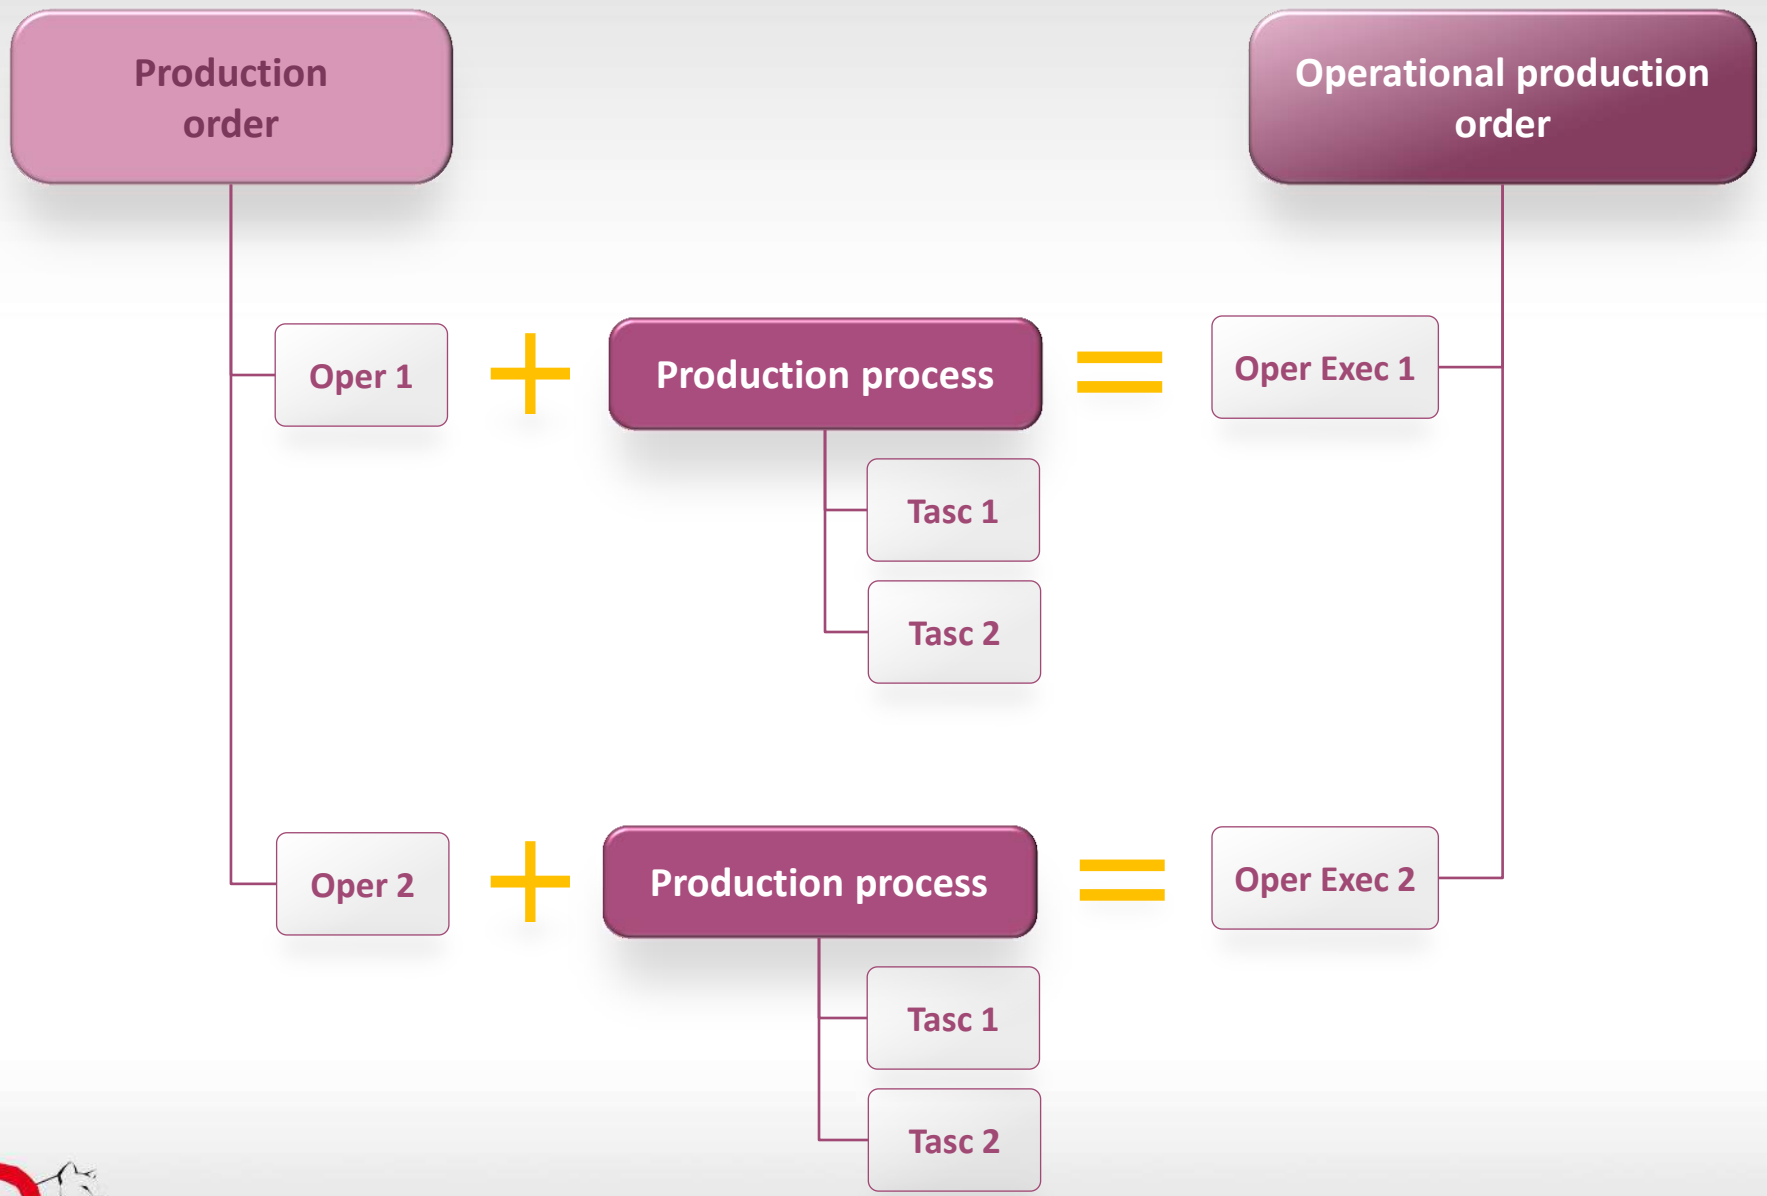 Production
order
Operational production
order
Oper 1
Production process
Oper Exec 1
Tasc 1
Tasc 2
Oper 2
Production process
Oper Exec 2
Tasc 1
Tasc 2